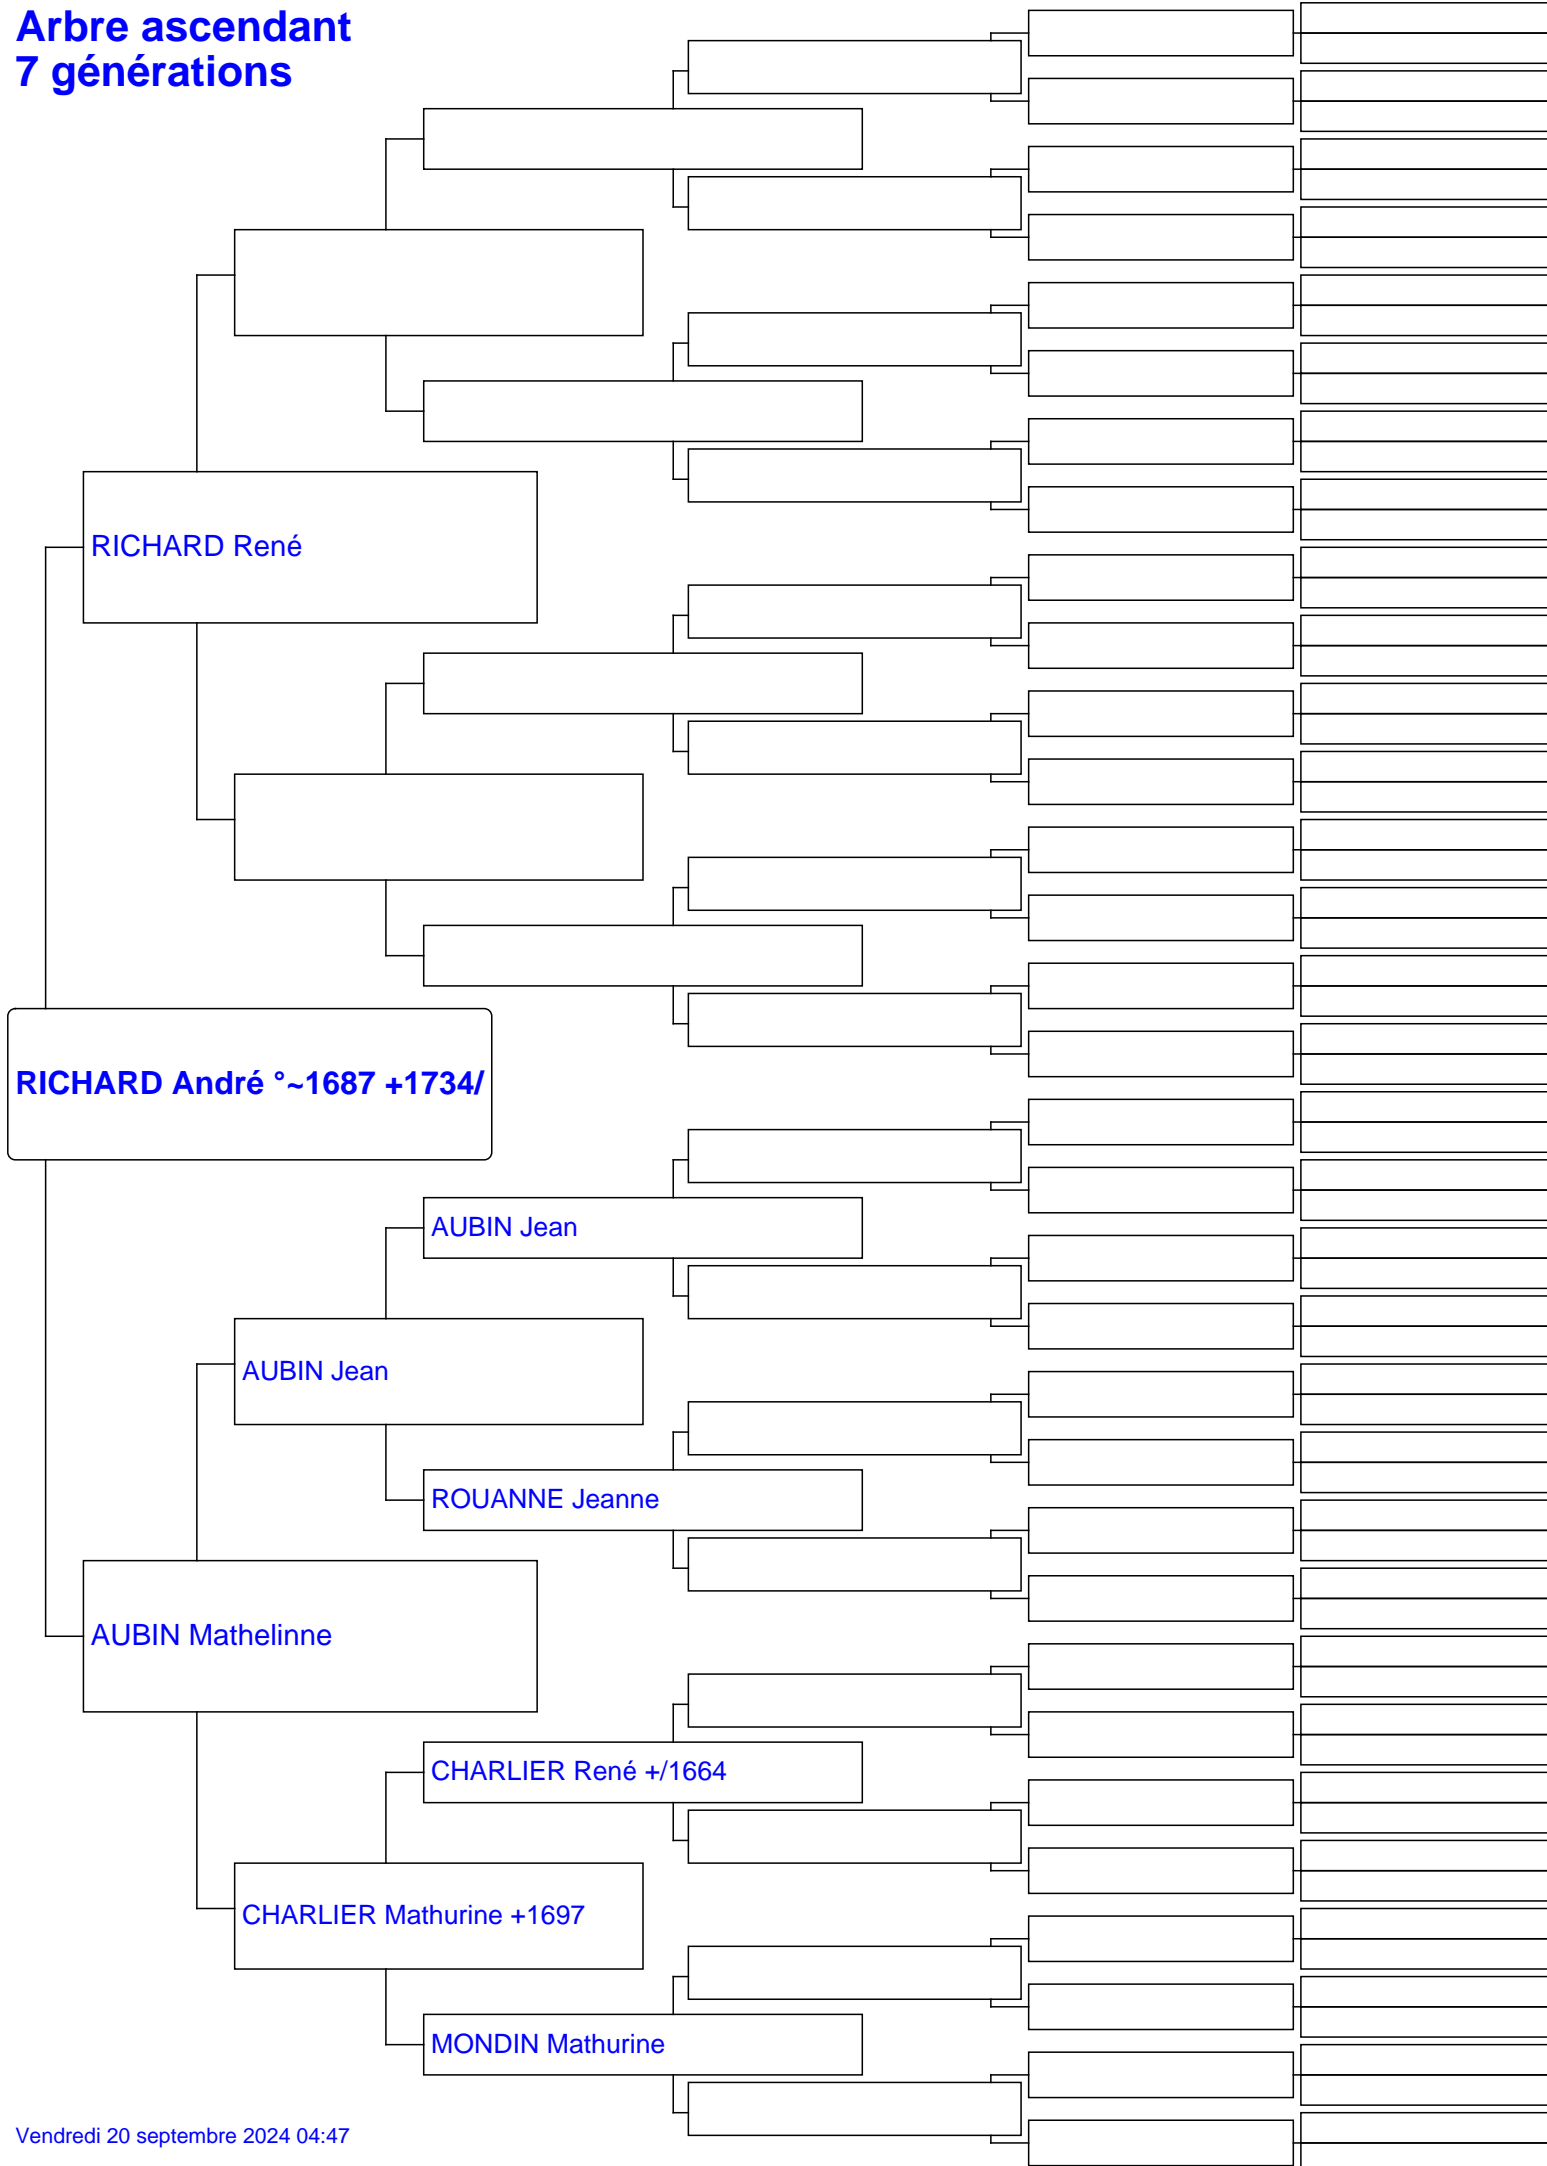 Arbre ascendant
7 générations
RICHARD René
RICHARD André °~1687 +1734/
AUBIN Jean
AUBIN Jean
ROUANNE Jeanne
AUBIN Mathelinne
CHARLIER René +/1664
CHARLIER Mathurine +1697
MONDIN Mathurine
Vendredi 20 septembre 2024 04:47